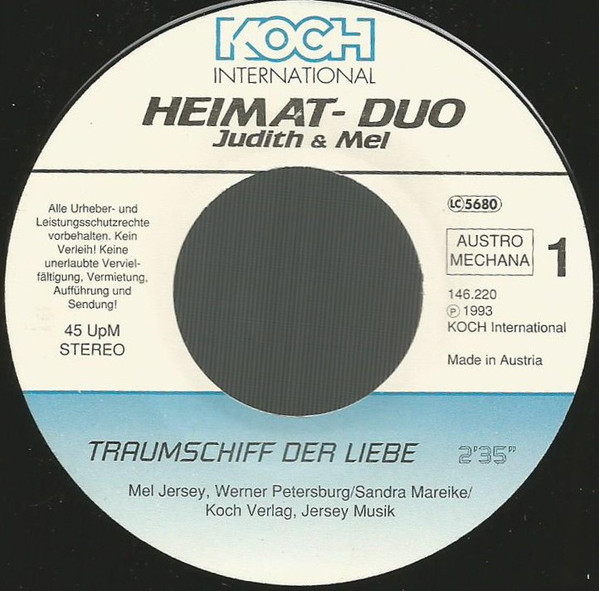 KOCH
INTERNATIONAL
HEIMAT- DUO
Judith & Mel
Alle Urheber- und
Leistungsschutzrechte
vorbehalten. Kein
Verleih! Keine
unerlaubte Verviel-
fältigung, Vermietung,
Aufführung und
Sendung!
45 UpM
STEREO
LC 5680
AUSTRO
MECHANA
1
146.220
℗ 1993
KOCH International
Made in Austria
TRAUMSCHIFF DER LIEBE 2'35"
Mel Jersey, Werner Petersburg/Sandra Mareike/
Koch Verlag, Jersey Musik